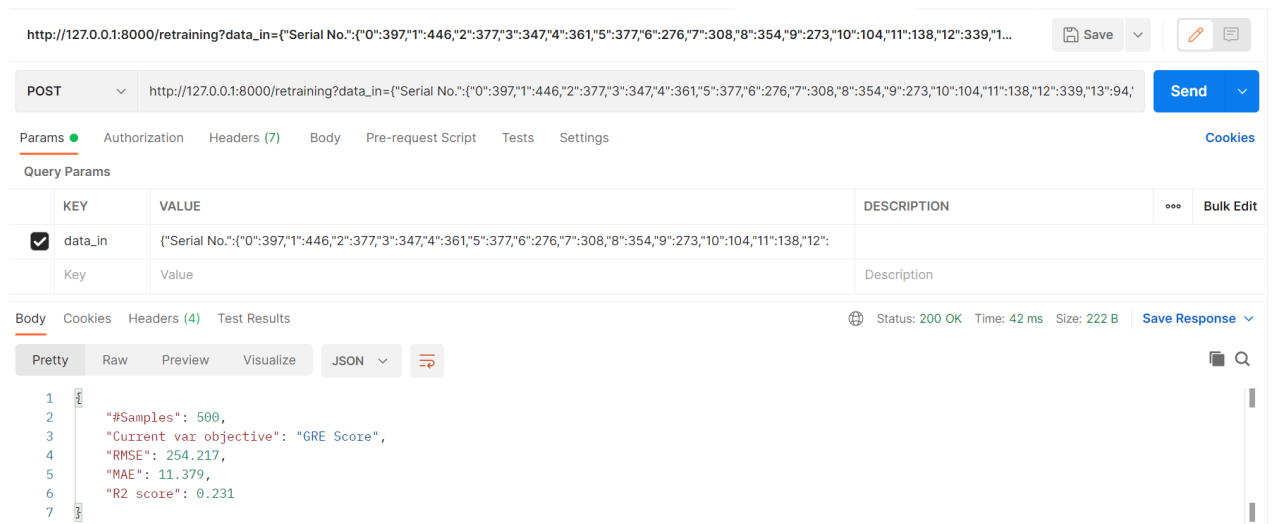 http://127.0.0.1:8000/retraining?data_in={"Serial No.":{"0":397,"1":446,"2":377,"3":347,"4":361,"5":377,"6":276,"7":308,"8":354,"9":273,"10":104,"11":138,"12":339,"1... Save
POST http://127.0.0.1:8000/retraining?data_in={"Serial No.":{"0":397,"1":446,"2":377,"3":347,"4":361,"5":377,"6":276,"7":308,"8":354,"9":273,"10":104,"11":138,"12":339,"13":94," Send
Params Authorization Headers (7) Body Pre-request Script Tests Settings Cookies
Query Params
KEY VALUE DESCRIPTION ooo Bulk Edit
data_in {"Serial No.":{"0":397,"1":446,"2":377,"3":347,"4":361,"5":377,"6":276,"7":308,"8":354,"9":273,"10":104,"11":138,"12":
Key Value Description
Body Cookies Headers (4) Test Results Status: 200 OK Time: 42 ms Size: 222 B Save Response
Pretty Raw Preview Visualize JSON
1 {
2 "#Samples": 500,
3 "Current var objective": "GRE Score",
4 "RMSE": 254.217,
5 "MAE": 11.379,
6 "R2 score": 0.231
7 }